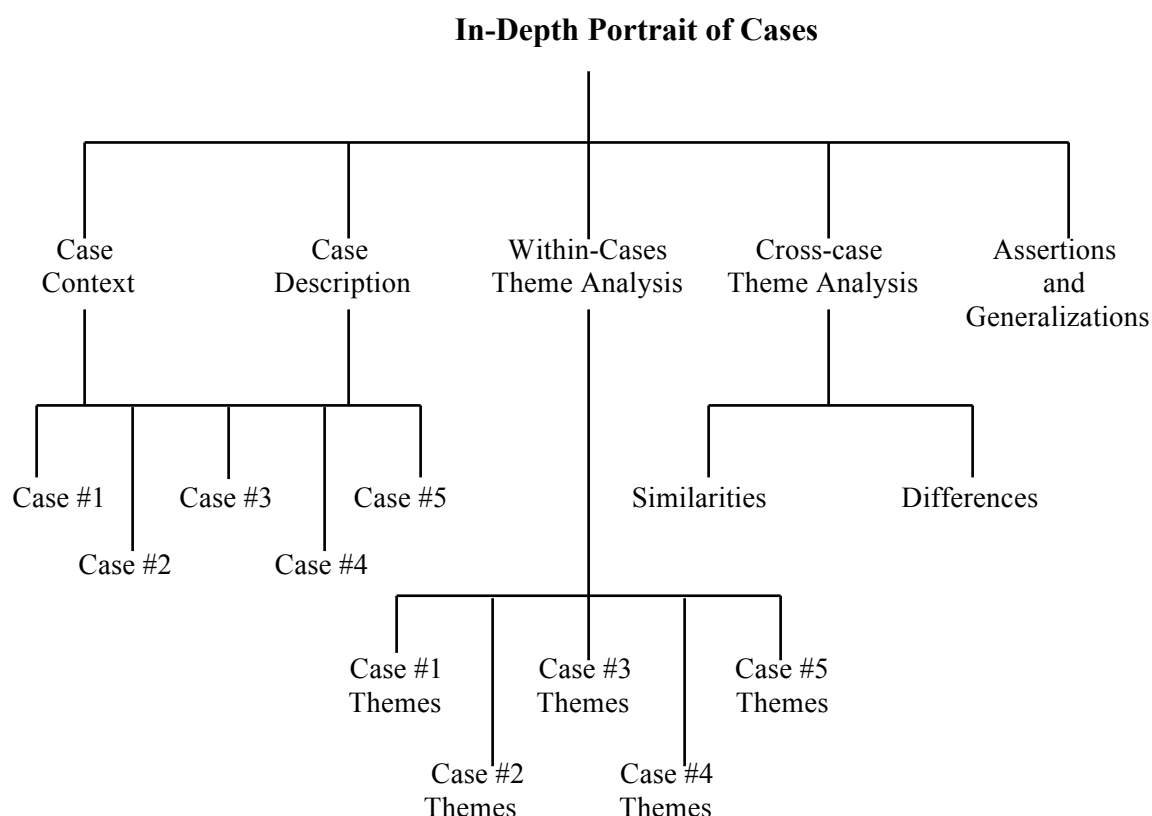 In-Depth Portrait of Cases
Case
Context
Case
Description
Within-Cases
Theme Analysis
Cross-case
Theme Analysis
Assertions
and
Generalizations
Case #1
Case #2
Case #3
Case #4
Case #5
Similarities
Differences
Case #1
Themes
Case #2
Themes
Case #3
Themes
Case #4
Themes
Case #5
Themes